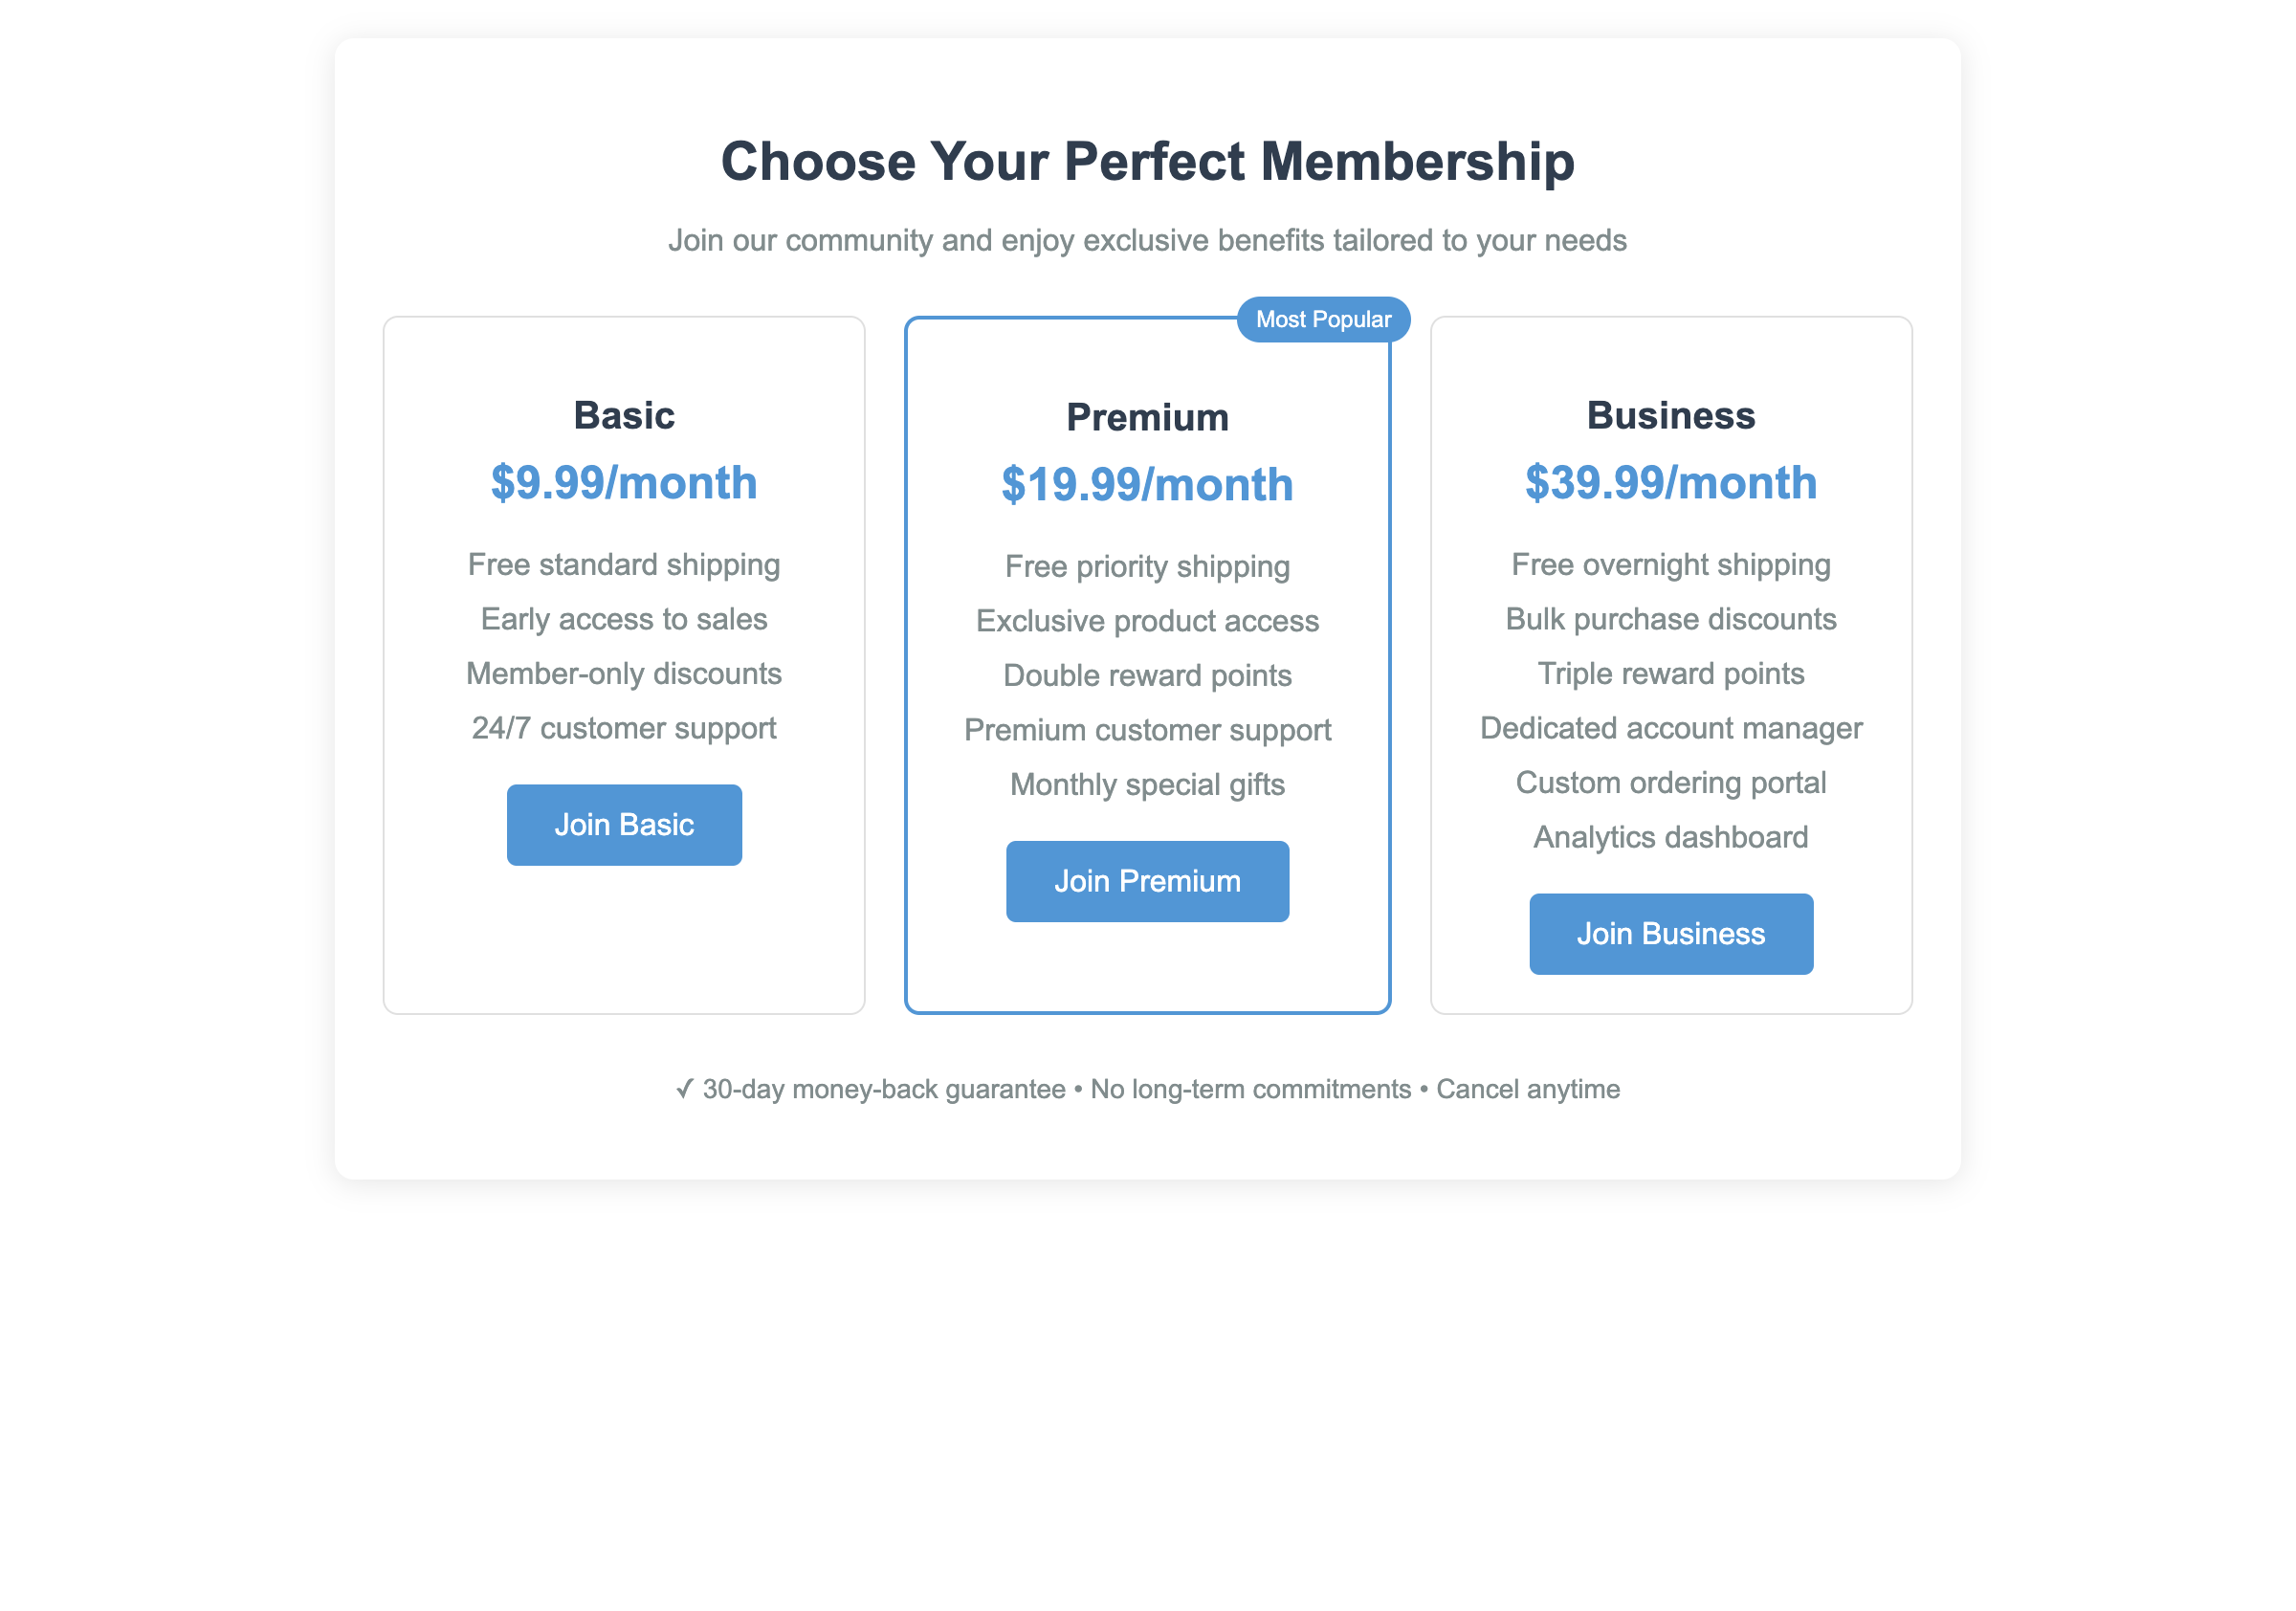 Choose Your Perfect Membership
Join our community and enjoy exclusive benefits tailored to your needs
Basic
$9.99/month
Free standard shipping
Early access to sales
Member-only discounts
24/7 customer support
Join Basic
Most Popular
Premium
$19.99/month
Free priority shipping
Exclusive product access
Double reward points
Premium customer support
Monthly special gifts
Join Premium
Business
$39.99/month
Free overnight shipping
Bulk purchase discounts
Triple reward points
Dedicated account manager
Custom ordering portal
Analytics dashboard
Join Business
✓ 30-day money-back guarantee • No long-term commitments • Cancel anytime